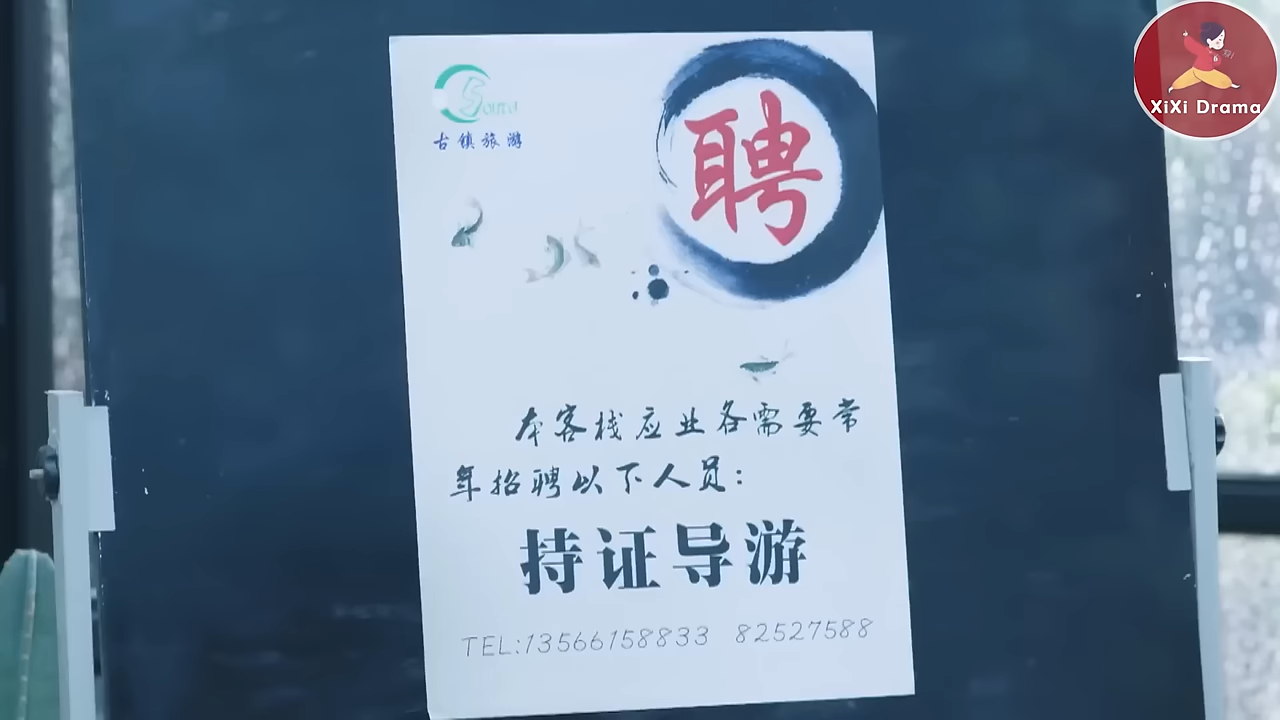 XiXi Drama
古镇旅游
聘
本客栈应业各需要常
年招聘以下人员：
持证导游
TEL:13566158833 82527588